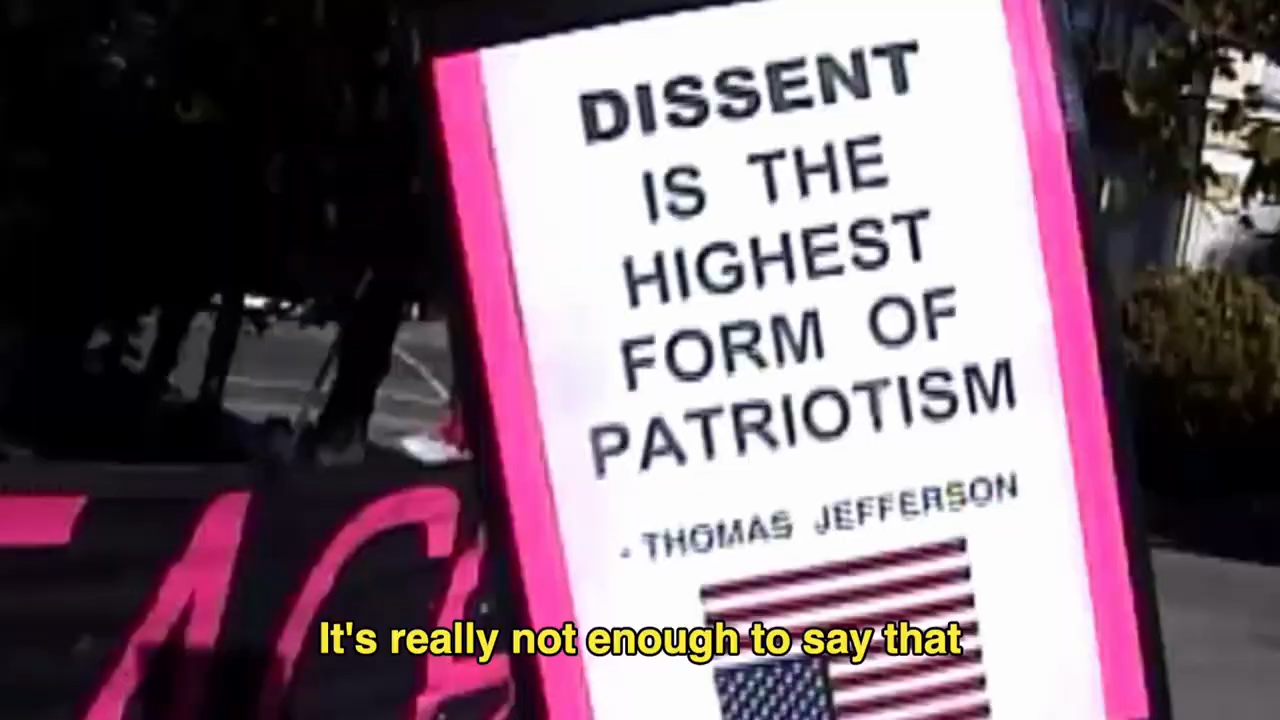 DISSENT
IS THE
HIGHEST
FORM OF
PATRIOTISM
- THOMAS JEFFERSON
It's really not enough to say that